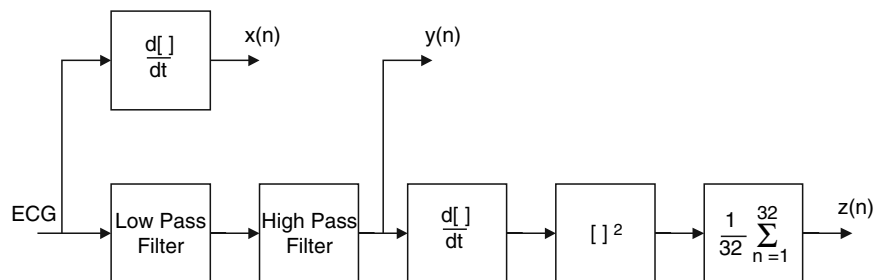 d[ ]
dt
x(n)
y(n)
ECG
Low Pass
Filter
High Pass
Filter
d[ ]
dt
[ ] ²
1
32
32
Σ
n =1
z(n)